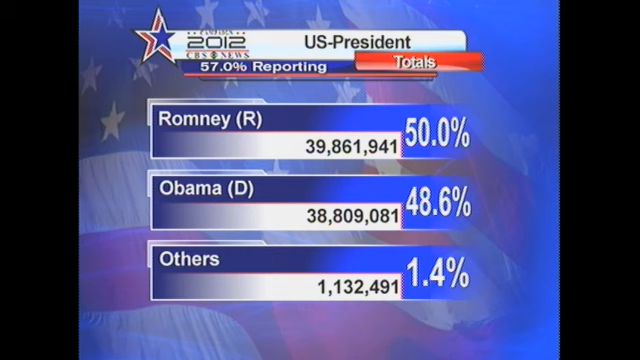 CAMPAIGN
2012
CBS NEWS
US-President
57.0% Reporting
Totals
Romney (R)
39,861,941
50.0%
Obama (D)
38,809,081
48.6%
Others
1,132,491
1.4%